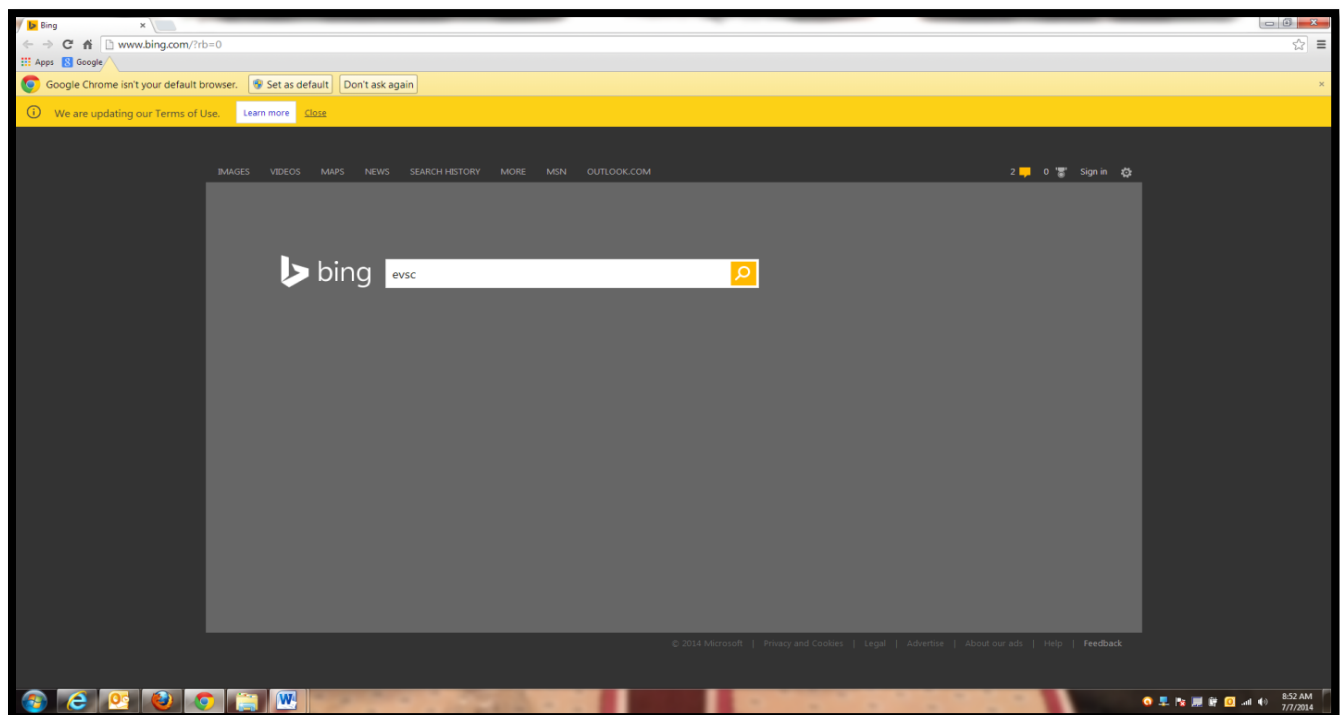 Bing
www.bing.com/?rb=0
Apps Google
Google Chrome isn't your default browser. Set as default Don't ask again
We are updating our Terms of Use. Learn more Close
IMAGES VIDEOS MAPS NEWS SEARCH HISTORY MORE MSN OUTLOOK.COM 2 0 Sign in
bing evsc
© 2014 Microsoft | Privacy and Cookies | Legal | Advertise | About our ads | Help | Feedback
8:52 AM
7/7/2014